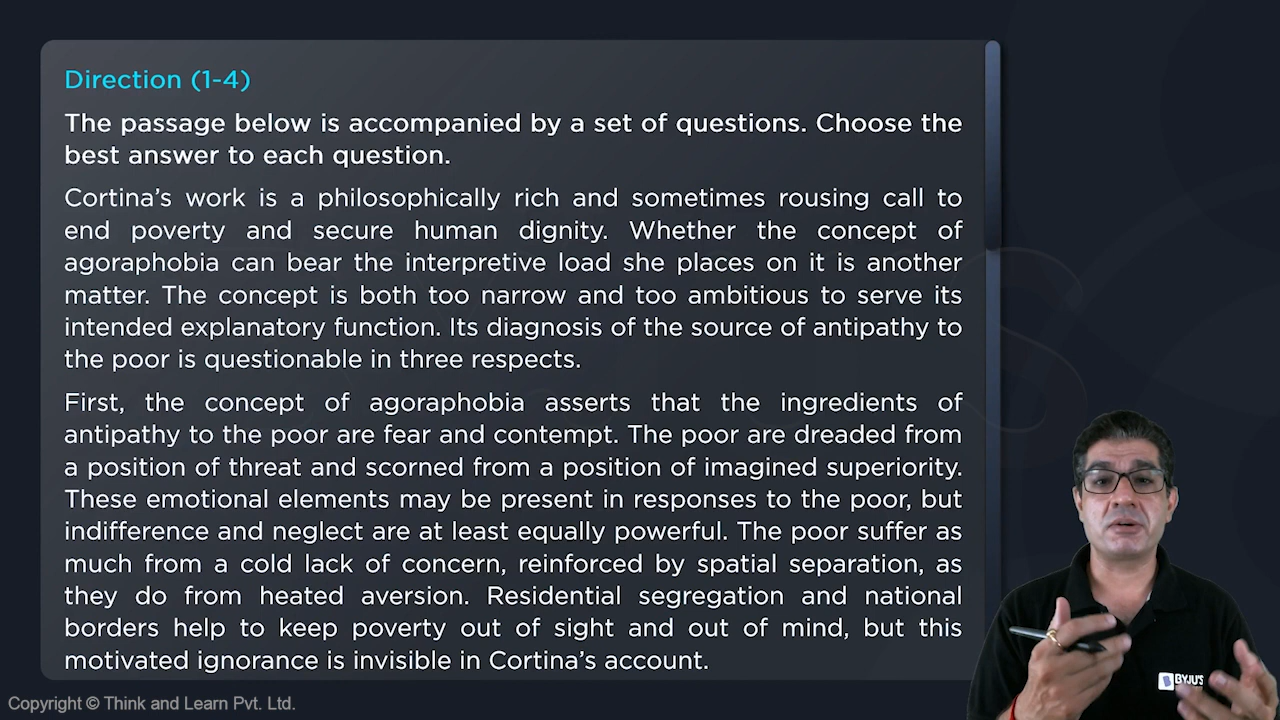 Direction (1-4)
The passage below is accompanied by a set of questions. Choose the
best answer to each question.
Cortina's work is a philosophically rich and sometimes rousing call to
end poverty and secure human dignity. Whether the concept of
agoraphobia can bear the interpretive load she places on it is another
matter. The concept is both too narrow and too ambitious to serve its
intended explanatory function. Its diagnosis of the source of antipathy to
the poor is questionable in three respects.
First, the concept of agoraphobia asserts that the ingredients of
antipathy to the poor are fear and contempt. The poor are dreaded from
a position of threat and scorned from a position of imagined superiority.
These emotional elements may be present in responses to the poor, but
indifference and neglect are at least equally powerful. The poor suffer as
much from a cold lack of concern, reinforced by spatial separation, as
they do from heated aversion. Residential segregation and national
borders help to keep poverty out of sight and out of mind, but this
motivated ignorance is invisible in Cortina's account.
BYJU'S
Copyright © Think and Learn Pvt. Ltd.